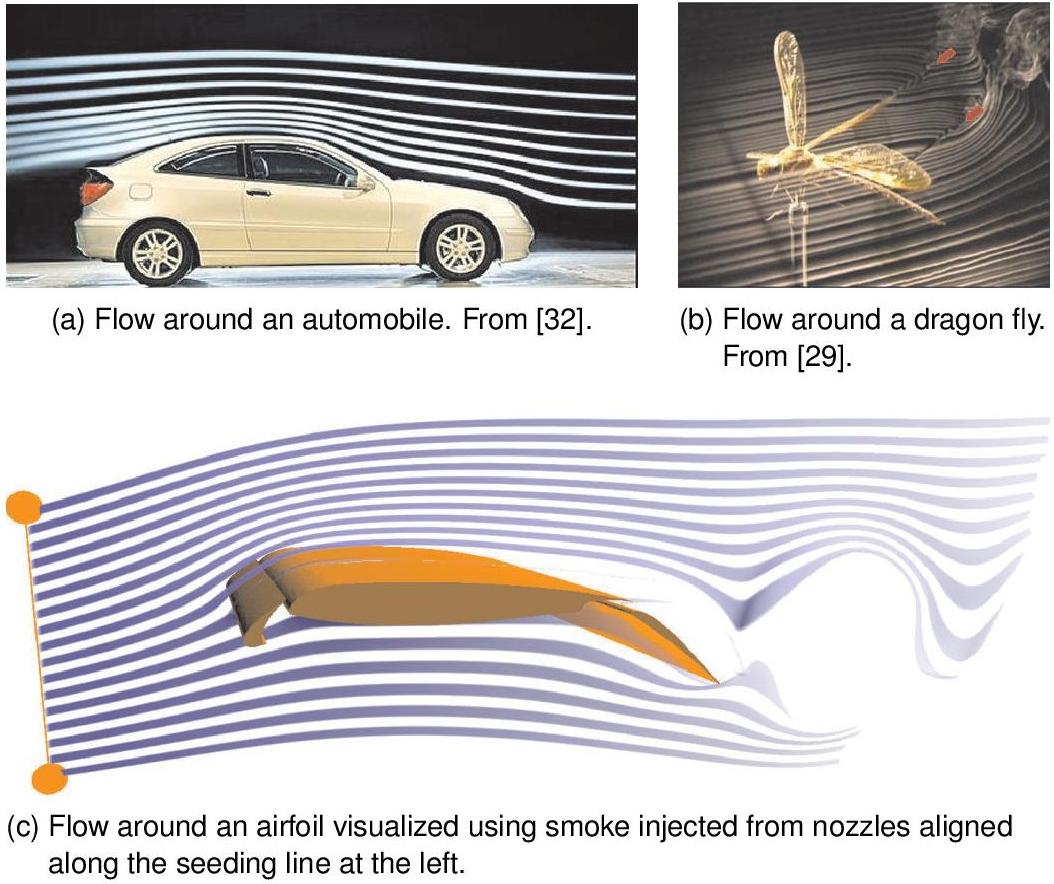 (a) Flow around an automobile. From [32].
(b) Flow around a dragon fly.
From [29].
(c) Flow around an airfoil visualized using smoke injected from nozzles aligned
along the seeding line at the left.